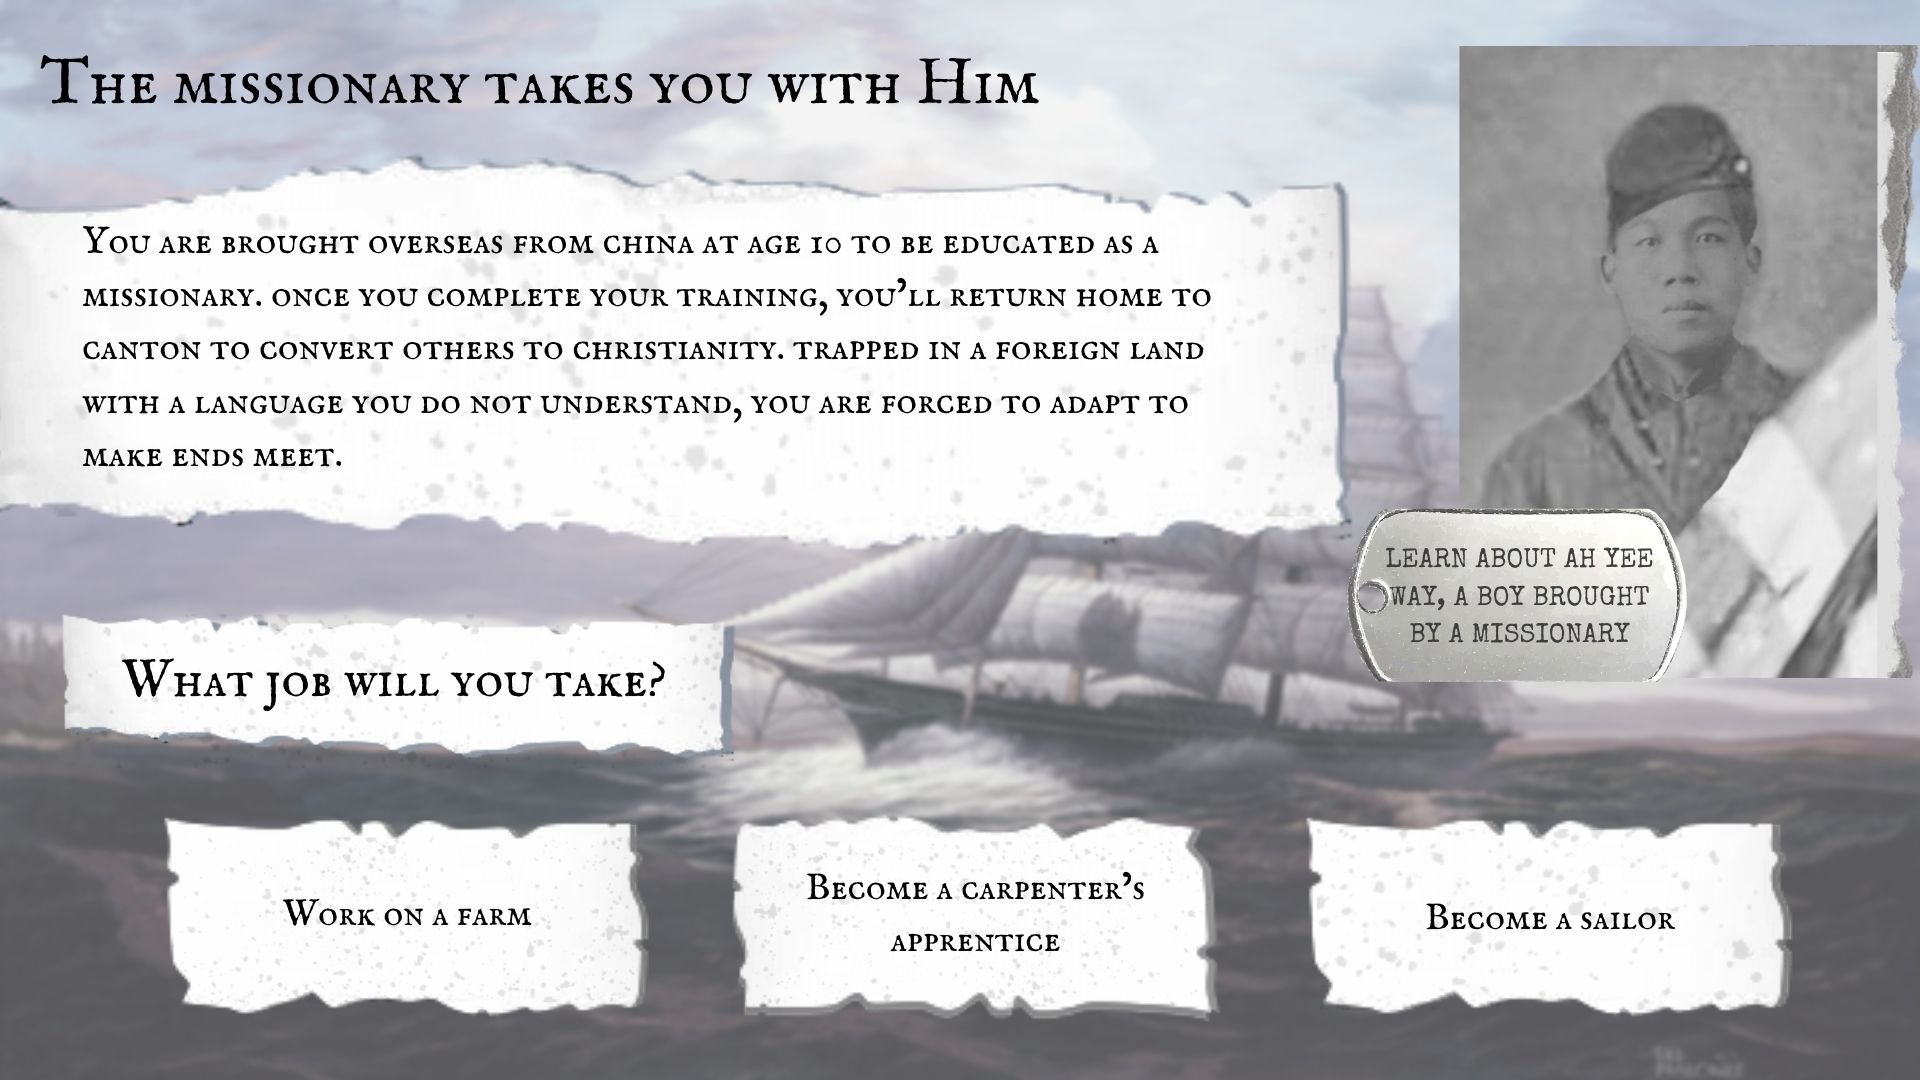 The missionary takes you with Him
You are brought overseas from china at age 10 to be educated as a
missionary. once you complete your training, you'll return home to
canton to convert others to christianity. trapped in a foreign land
with a language you do not understand, you are forced to adapt to
make ends meet.
LEARN ABOUT AH YEE
WAY, A BOY BROUGHT
BY A MISSIONARY
What job will you take?
Work on a farm
Become a carpenter's
apprentice
Become a sailor